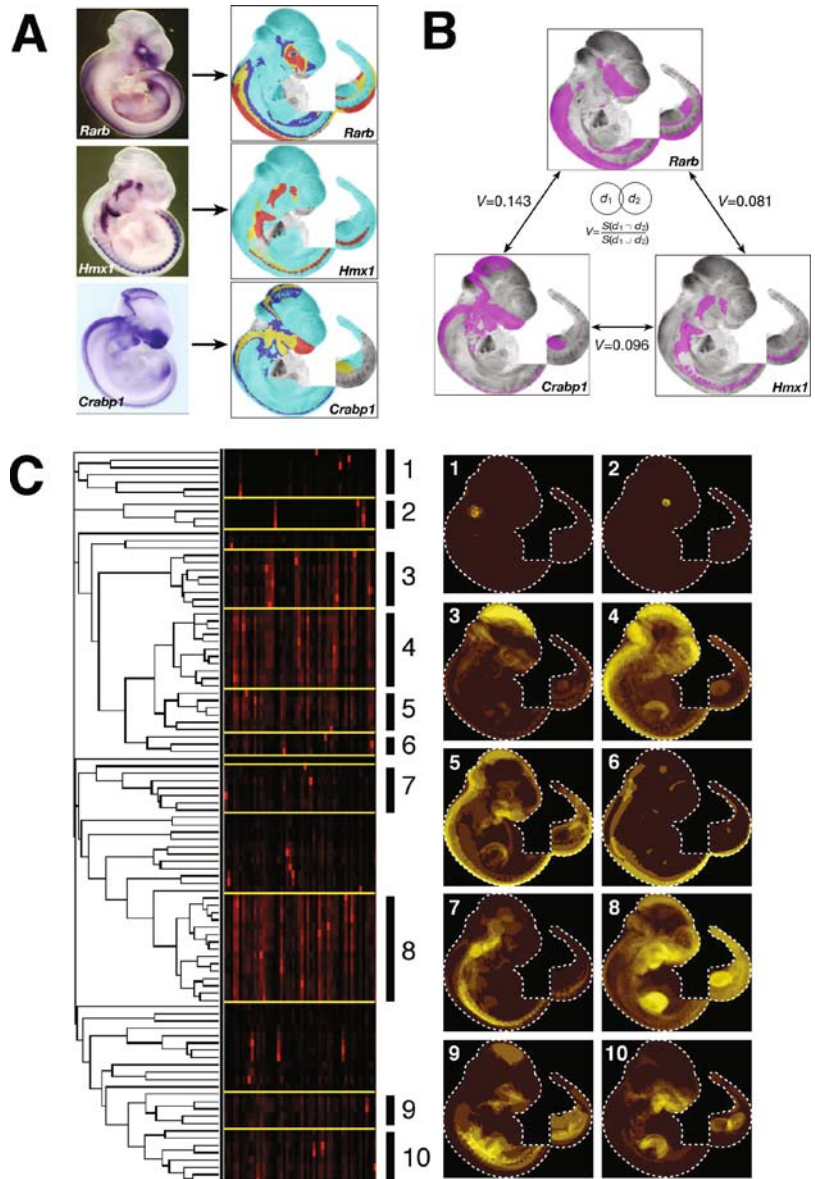 A
Rarb
Rarb
Hmx1
Hmx1
Crabp1
Crabp1
B
Rarb
V=0.143
d1 d2
V=0.081
V= S(d1 ∩ d2)
S(d1 ∪ d2)
V=0.096
Crabp1
Hmx1
C
1
2
3
4
5
6
7
8
9
10
1
2
3
4
5
6
7
8
9
10